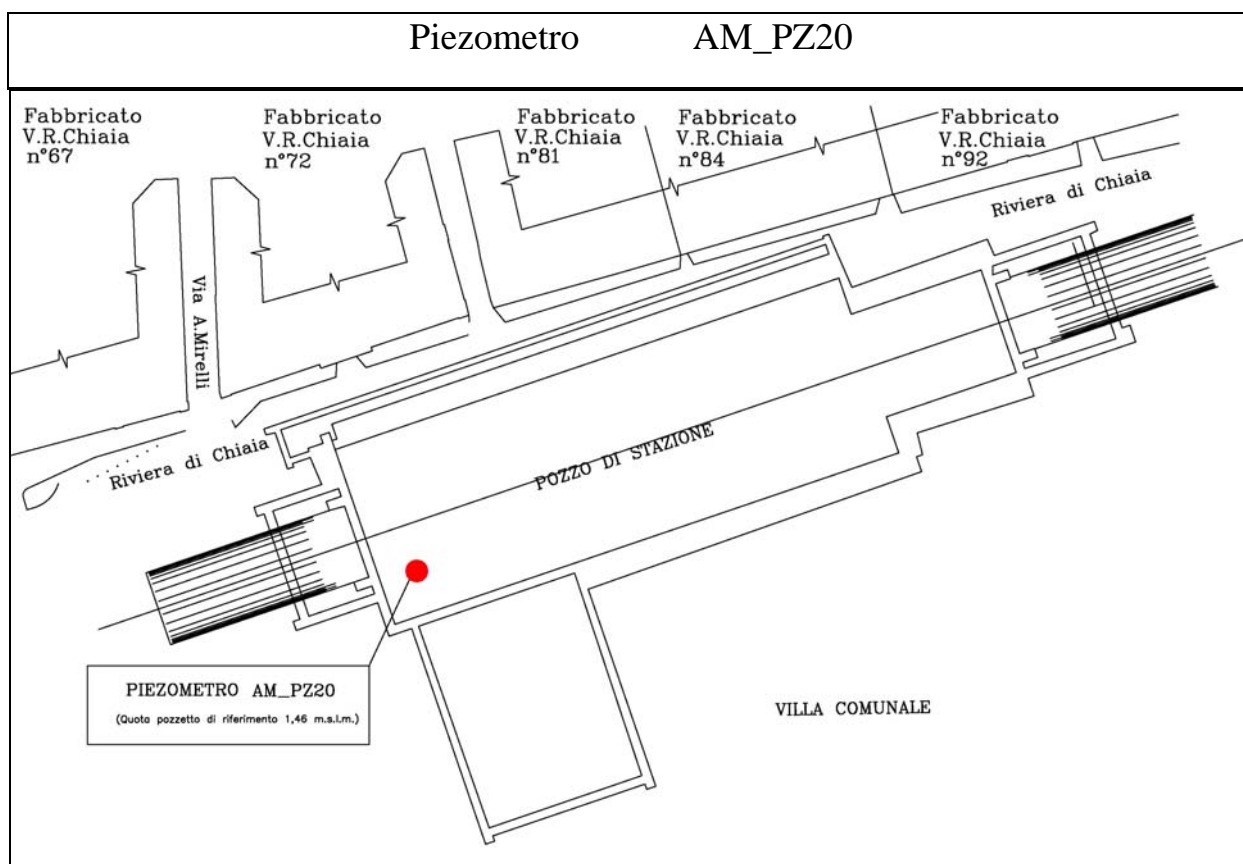 Piezometro AM_PZ20
Fabbricato
V.R.Chiaia
n°67
Fabbricato
V.R.Chiaia
n°72
Fabbricato
V.R.Chiaia
n°81
Fabbricato
V.R.Chiaia
n°84
Fabbricato
V.R.Chiaia
n°92
Riviera di Chiaia
Via A.Mirelli
Riviera di Chiaia
POZZO DI STAZIONE
PIEZOMETRO AM_PZ20
(Quota pozzetto di riferimento 1,46 m.s.l.m.)
VILLA COMUNALE